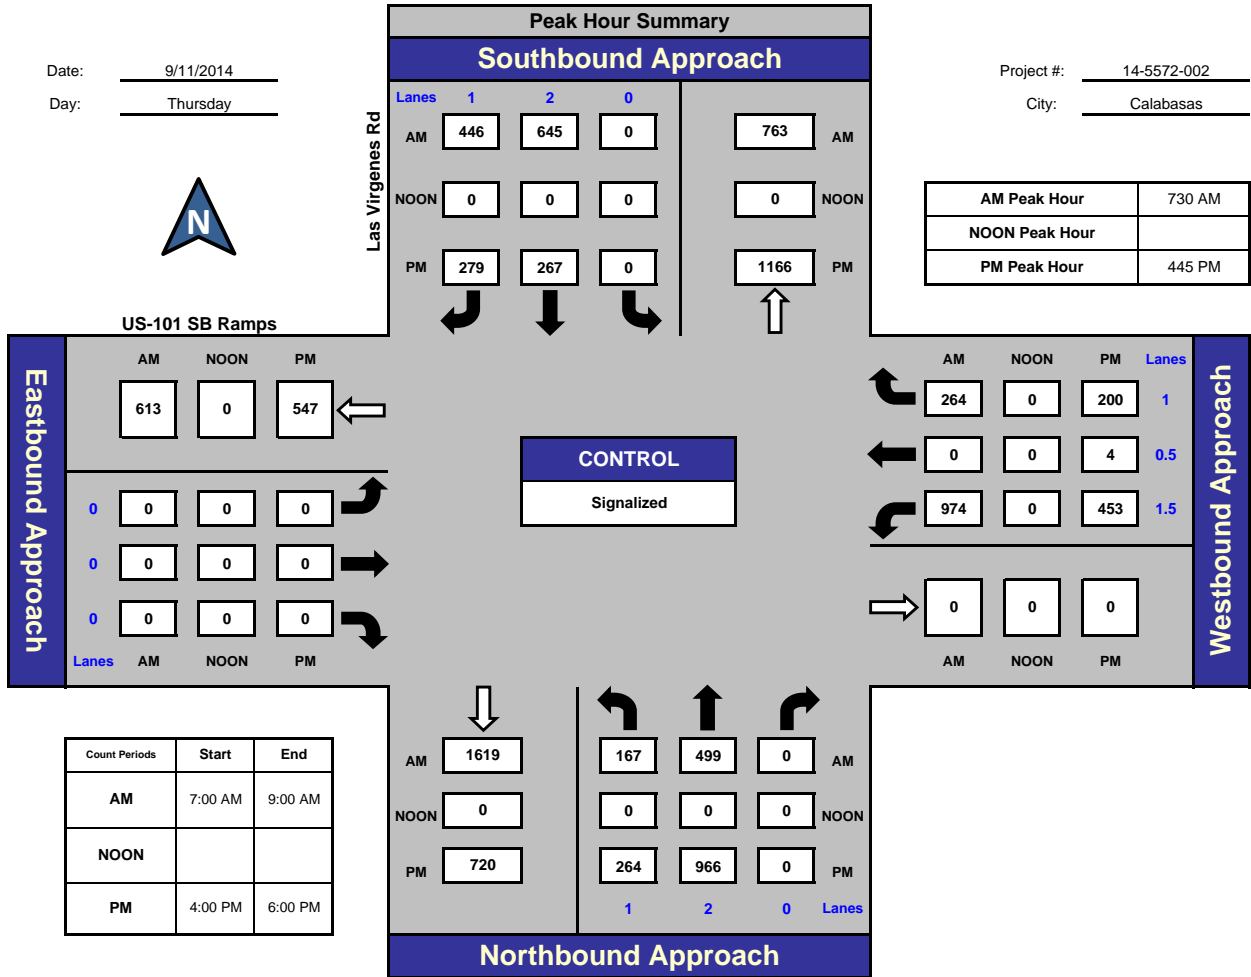 Peak Hour Summary
Southbound Approach
Date: 9/11/2014
Day: Thursday
Project #: 14-5572-002
City: Calabasas
N
Las Virgenes Rd
Lanes 1 2 0
AM 446 645 0 763 AM
NOON 0 0 0 0 NOON
PM 279 267 0 1166 PM
AM Peak Hour 730 AM
NOON Peak Hour
PM Peak Hour 445 PM
US-101 SB Ramps
Eastbound Approach
AM NOON PM
613 0 547
0 0 0 0
0 0 0 0
0 0 0 0
Lanes AM NOON PM
CONTROL
Signalized
AM NOON PM Lanes
264 0 200 1
0 0 4 0.5
974 0 453 1.5
0 0 0
AM NOON PM
Westbound Approach
Count Periods Start End
AM 7:00 AM 9:00 AM
NOON
PM 4:00 PM 6:00 PM
AM 1619 167 499 0 AM
NOON 0 0 0 0 NOON
PM 720 264 966 0 PM
1 2 0 Lanes
Northbound Approach